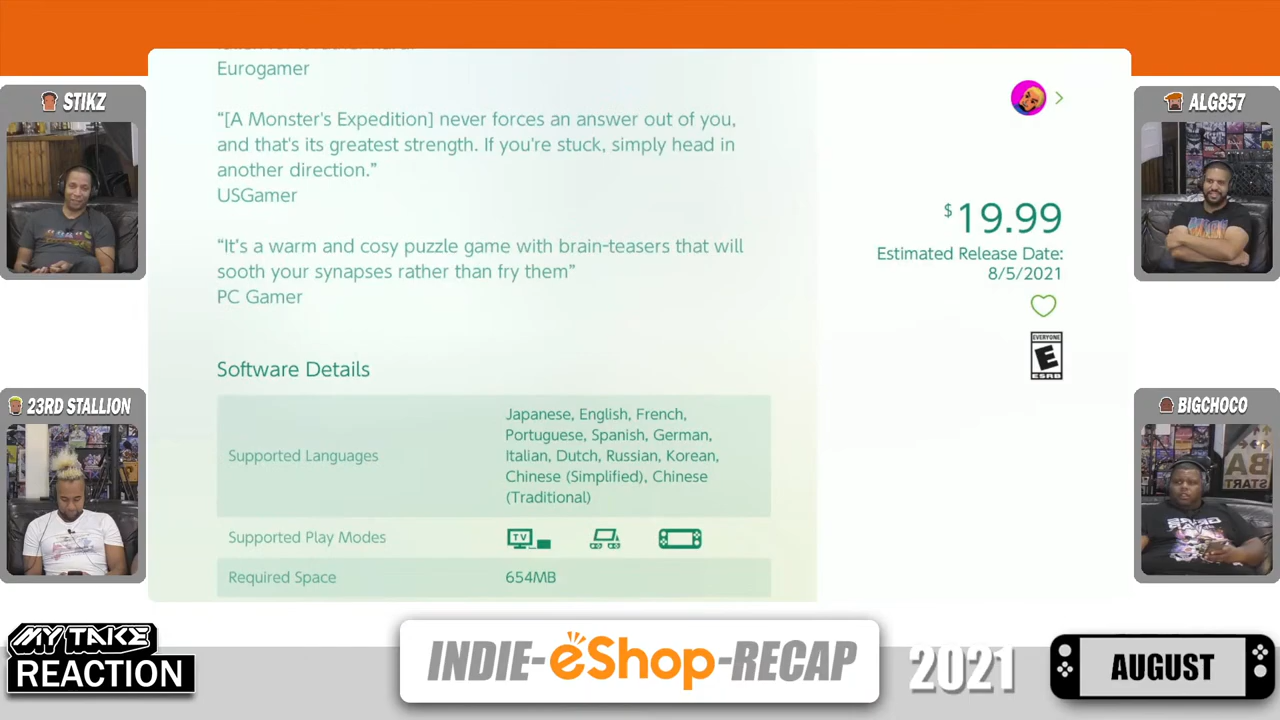 STIKZ
ALG857
Eurogamer
“[A Monster's Expedition] never forces an answer out of you,
and that's its greatest strength. If you're stuck, simply head in
another direction.”
USGamer
“It's a warm and cosy puzzle game with brain-teasers that will
sooth your synapses rather than fry them”
PC Gamer
$19.99
Estimated Release Date:
8/5/2021
EVERYONE
E
ESRB
Software Details
Supported Languages
Japanese, English, French,
Portuguese, Spanish, German,
Italian, Dutch, Russian, Korean,
Chinese (Simplified), Chinese
(Traditional)
Supported Play Modes
TV
Required Space
654MB
23RD STALLION
BIGCHOCO
BA
START
MY TAKE
REACTION
INDIE-eShop-RECAP
2021
AUGUST